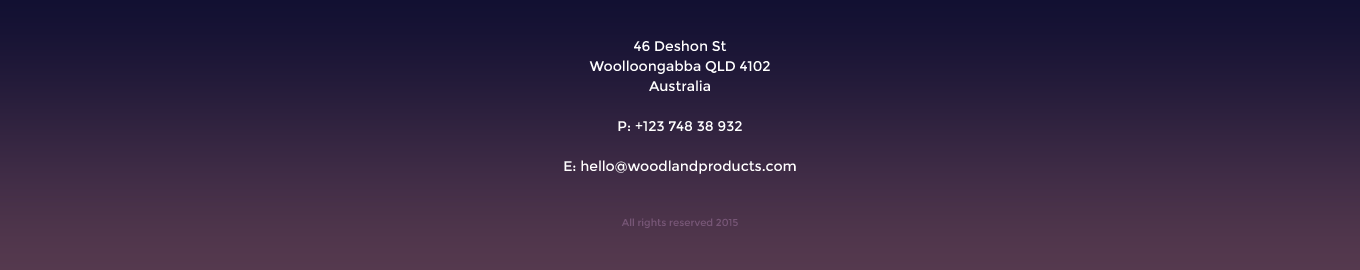 46 Deshon St
Woolloongabba QLD 4102
Australia
P: +123 748 38 932
E: hello@woodlandproducts.com
All rights reserved 2015